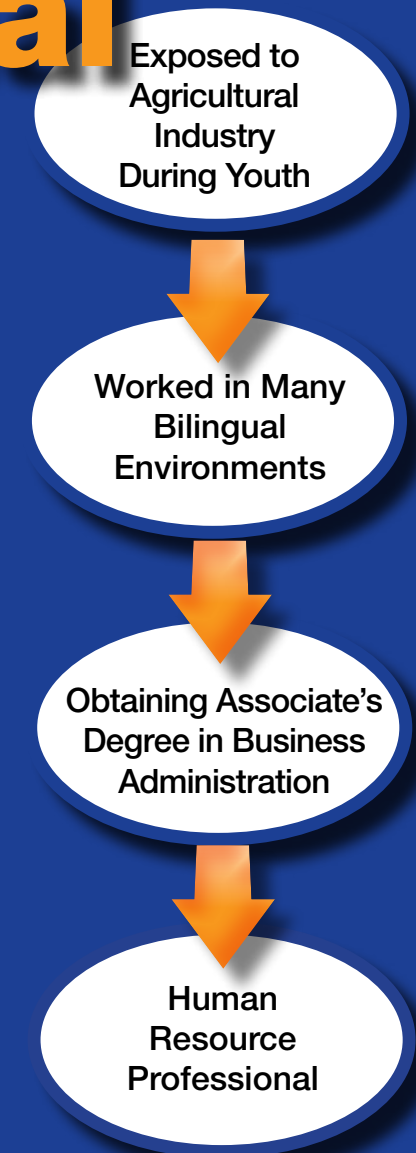 al
Exposed to
Agricultural
Industry
During Youth
Worked in Many
Bilingual
Environments
Obtaining Associate’s
Degree in Business
Administration
Human
Resource
Professional